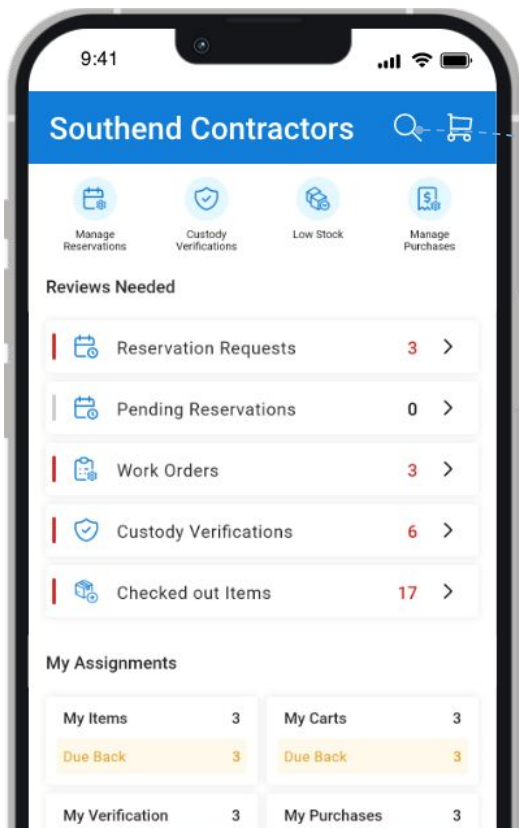 9:41
Southend Contractors
Manage
Reservations
Custody
Verifications
Low Stock
Manage
Purchases
Reviews Needed
Reservation Requests 3
Pending Reservations 0
Work Orders 3
Custody Verifications 6
Checked out Items 17
My Assignments
My Items 3
Due Back 3
My Carts 3
Due Back 3
My Verification 3
My Purchases 3